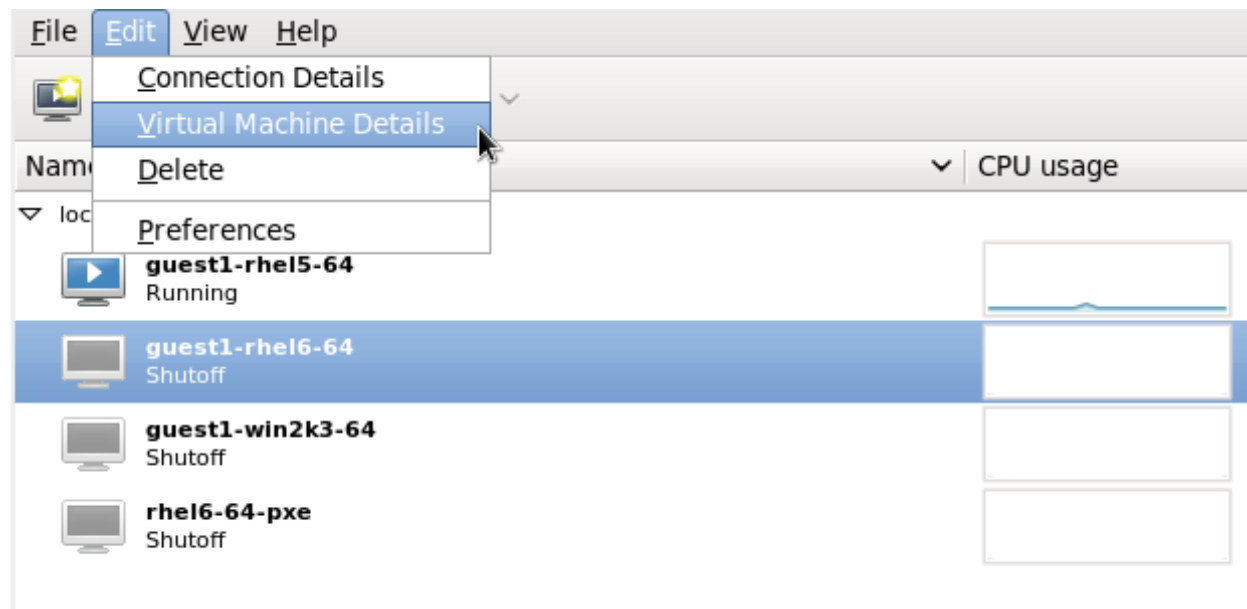 File Edit View Help
Connection Details
Virtual Machine Details
Delete
Preferences
CPU usage
guest1-rhel5-64
Running
guest1-rhel6-64
Shutoff
guest1-win2k3-64
Shutoff
rhel6-64-pxe
Shutoff